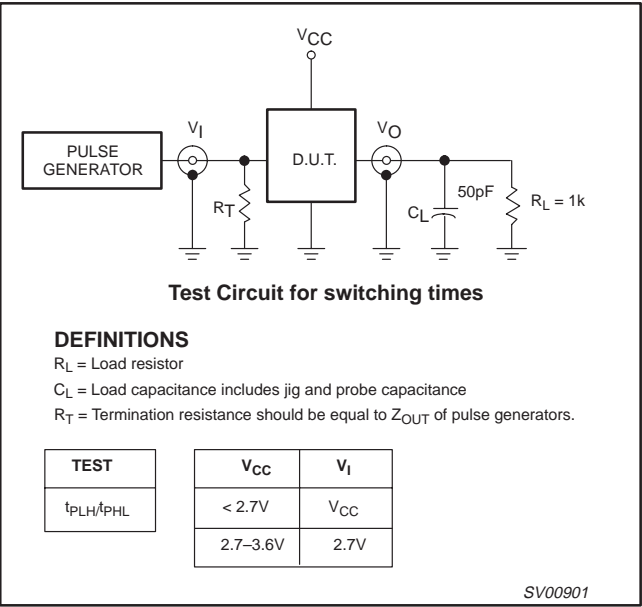 VCC
VI
VO
PULSE
GENERATOR
D.U.T.
RT
50pF
CL
RL = 1k
Test Circuit for switching times
DEFINITIONS
RL = Load resistor
CL = Load capacitance includes jig and probe capacitance
RT = Termination resistance should be equal to ZOUT of pulse generators.
TEST VCC VI
tPLH/tPHL < 2.7V VCC
2.7–3.6V 2.7V
SV00901